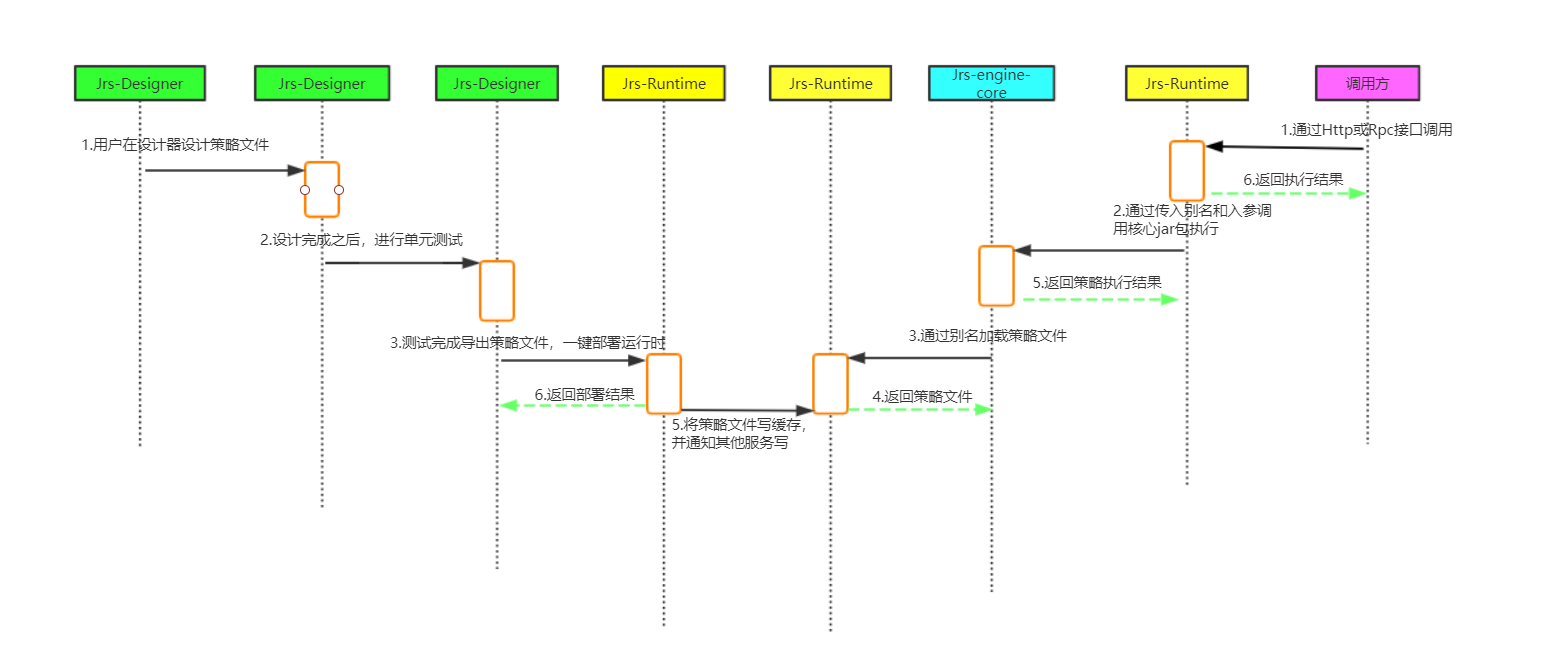 Jrs-Designer
Jrs-Designer
Jrs-Designer
Jrs-Runtime
Jrs-Runtime
Jrs-engine-
core
Jrs-Runtime
调用方
1.用户在设计器设计策略文件
1.通过Http或Rpc接口调用
6.返回执行结果
2.通过传入别名和入参调
用核心jar包执行
2.设计完成之后，进行单元测试
5.返回策略执行结果
3.测试完成导出策略文件，一键部署运行时
3.通过别名加载策略文件
6.返回部署结果
4.返回策略文件
5.将策略文件写缓存，
并通知其他服务写